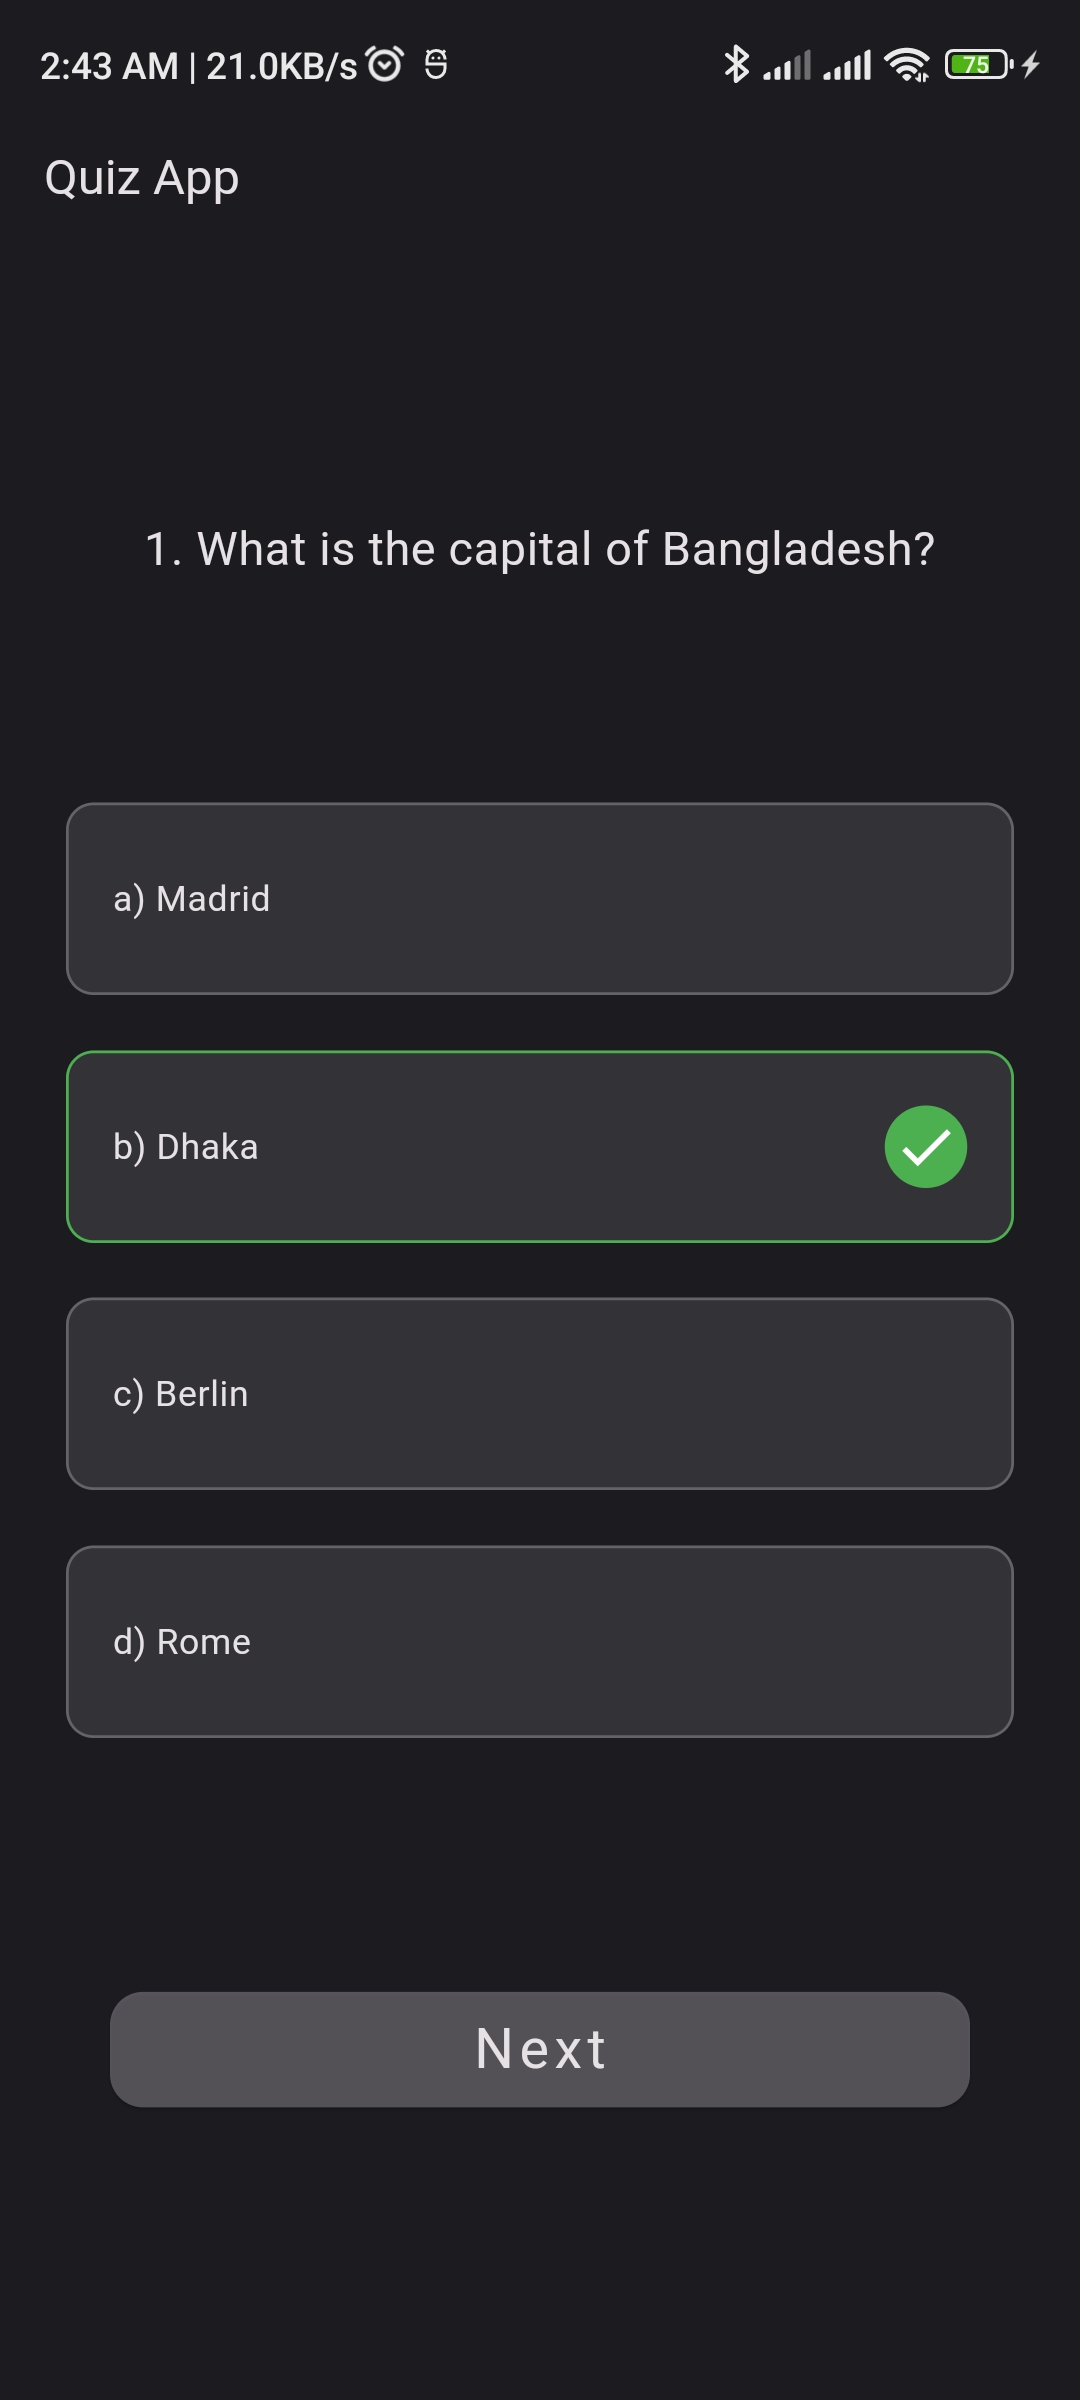 2:43 AM | 21.0KB/s 75
Quiz App
1. What is the capital of Bangladesh?
a) Madrid
b) Dhaka
c) Berlin
d) Rome
Next